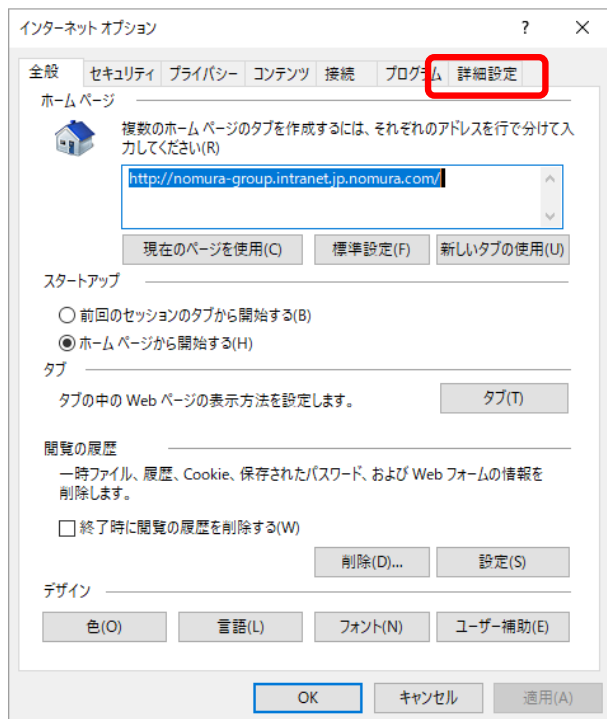 インターネット オプション
?
全般 セキュリティ プライバシー コンテンツ 接続 プログラム 詳細設定
ホーム ページ
複数のホーム ページのタブを作成するには、それぞれのアドレスを行で分けて入
力してください(R)
http://nomura-group.intranet.jp.nomura.com/
現在のページを使用(C) 標準設定(F) 新しいタブの使用(U)
スタートアップ
前回のセッションのタブから開始する(B)
ホーム ページから開始する(H)
タブ
タブの中の Web ページの表示方法を設定します。
タブ(T)
閲覧の履歴
一時ファイル、履歴、Cookie、保存されたパスワード、および Web フォームの情報を
削除します。
終了時に閲覧の履歴を削除する(W)
削除(D)... 設定(S)
デザイン
色(O) 言語(L) フォント(N) ユーザー補助(E)
OK キャンセル 適用(A)